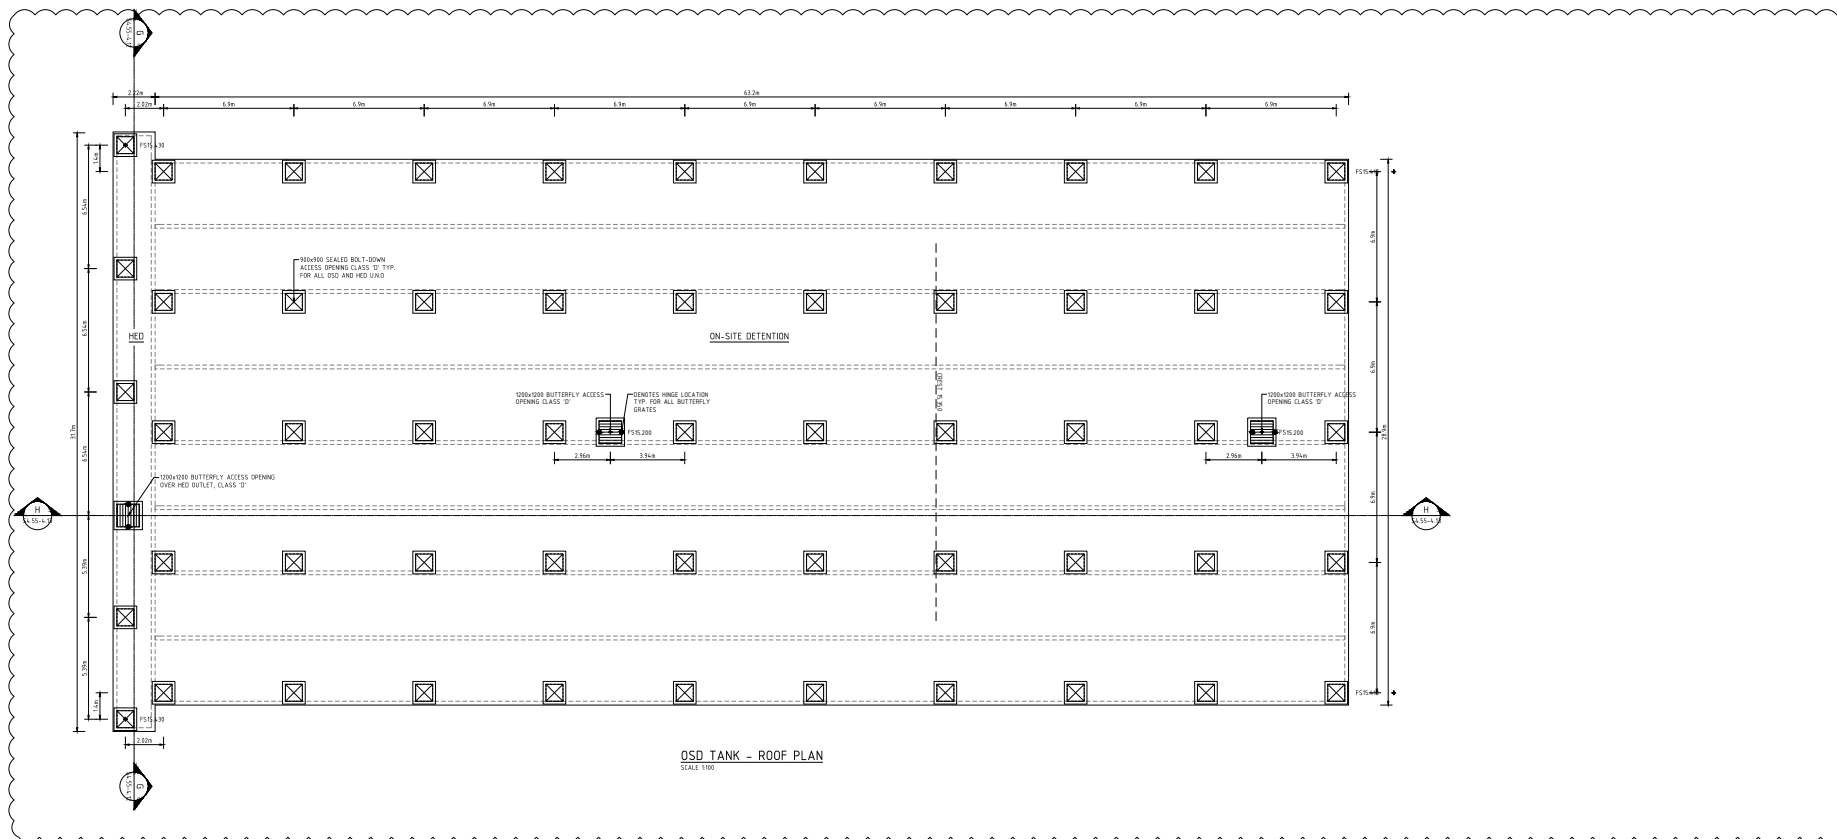 G
2.22m
63.2m
2.02m
6.9m
6.9m
6.9m
6.9m
6.9m
6.9m
6.9m
6.9m
6.9m
FS15.430
1.4m
6.54m
6.54m
6.54m
5.39m
5.39m
1.4m
31.7m
900x900 SEALED BOLT-DOWN
ACCESS OPENING CLASS 'D' TYP.
FOR ALL OSD AND HED U.N.O
HED
ON-SITE DETENTION
1200x1200 BUTTERFLY ACCESS
OPENING CLASS 'D'
DENOTES HINGE LOCATION
TYP. FOR ALL BUTTERFLY
GRATES
FS15.200
2.96m
3.94m
1200x1200 BUTTERFLY ACCESS
OPENING CLASS 'D'
FS15.200
2.96m
3.94m
6.9m
6.9m
6.9m
6.9m
28.9m
1200x1200 BUTTERFLY ACCESS OPENING
OVER HED OUTLET, CLASS 'D'
H
H
FS15.430
2.02m
OSD TANK - ROOF PLAN
SCALE 1:100
G